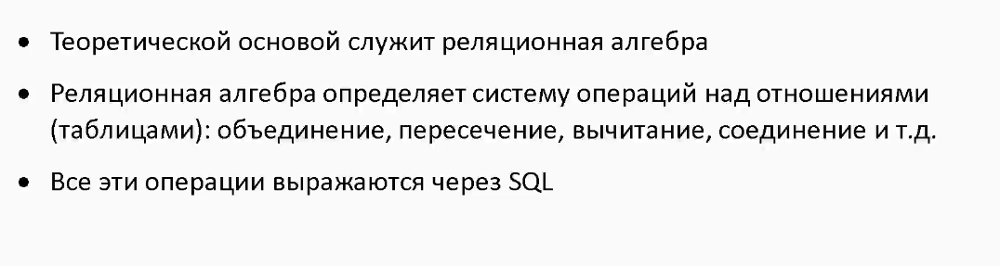 • Теоретической основой служит реляционная алгебра
• Реляционная алгебра определяет систему операций над отношениями
(таблицами): объединение, пересечение, вычитание, соединение и т.д.
• Все эти операции выражаются через SQL